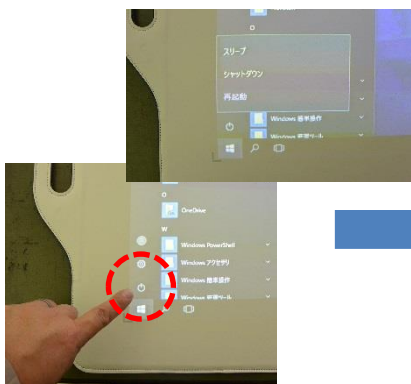 O
スリープ
シャットダウン
再起動
Windows 簡単操作
Windows 管理ツール
O
OneDrive
W
Windows PowerShell
Windows アクセサリ
Windows 簡単操作
Windows 管理ツール